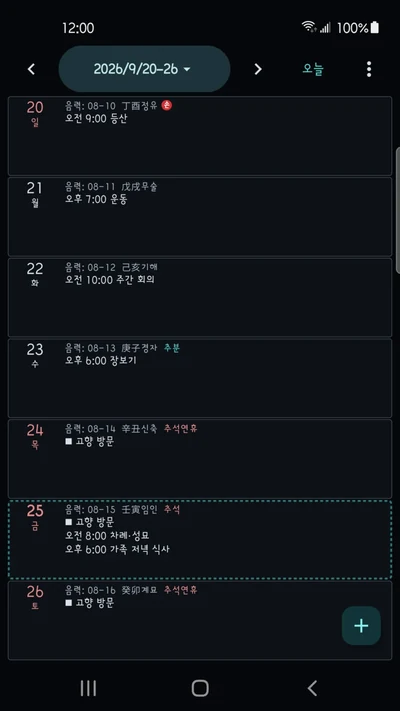 12:00
100%
2026/9/20-26
오늘
20
일
음력: 08-10 丁酉정유 손
오전 9:00 등산
21
월
음력: 08-11 戊戌무술
오후 7:00 운동
22
화
음력: 08-12 己亥기해
오전 10:00 주간 회의
23
수
음력: 08-13 庚子경자 추분
오후 6:00 장보기
24
목
음력: 08-14 辛丑신축 추석연휴
고향 방문
25
금
음력: 08-15 壬寅임인 추석
고향 방문
오전 8:00 차례·성묘
오후 6:00 가족 저녁 식사
26
토
음력: 08-16 癸卯계묘 추석연휴
고향 방문